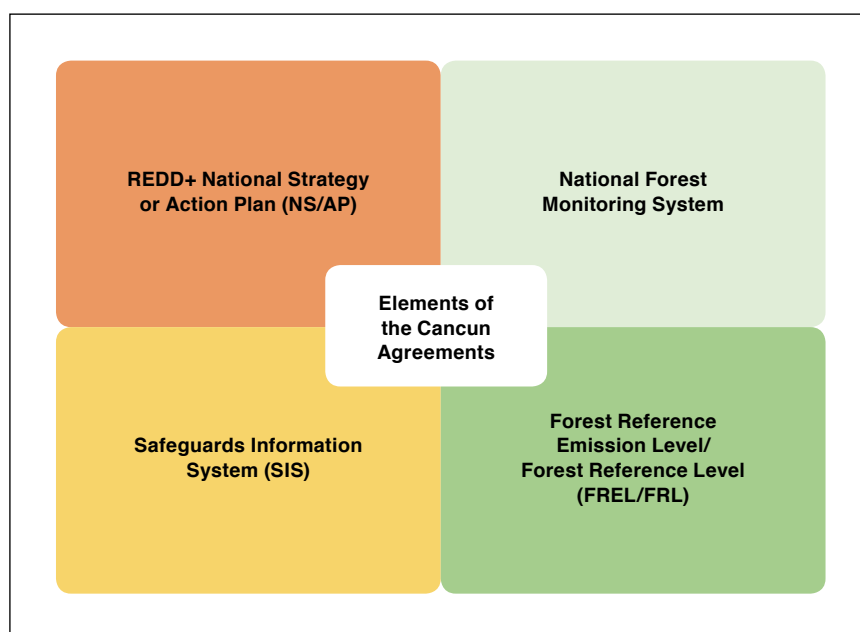 REDD+ National Strategy
or Action Plan (NS/AP)
National Forest
Monitoring System
Elements of
the Cancun
Agreements
Safeguards Information
System (SIS)
Forest Reference
Emission Level/
Forest Reference Level
(FREL/FRL)